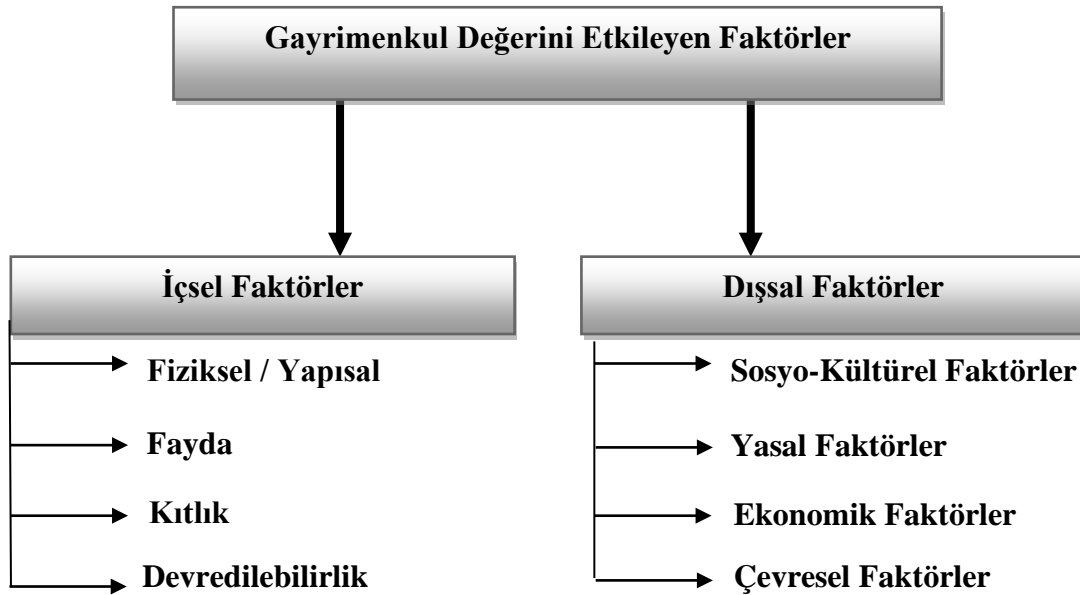 Gayrimenkul Değerini Etkileyen Faktörler
İçsel Faktörler
Fiziksel / Yapısal
Fayda
Kıtlık
Devredilebilirlik
Dışsal Faktörler
Sosyo-Kültürel Faktörler
Yasal Faktörler
Ekonomik Faktörler
Çevresel Faktörler